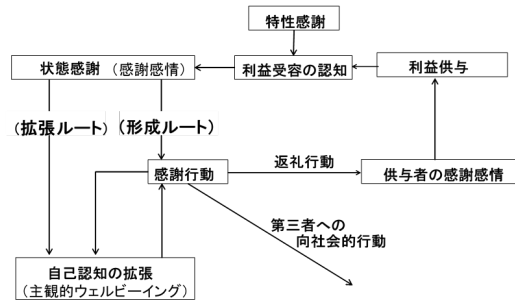 特性感謝
状態感謝（感謝感情）
利益受容の認知
利益供与
（拡張ルート）
（形成ルート）
感謝行動
返礼行動
供与者の感謝感情
第三者への
向社会的行動
自己認知の拡張
（主観的ウェルビーイング）